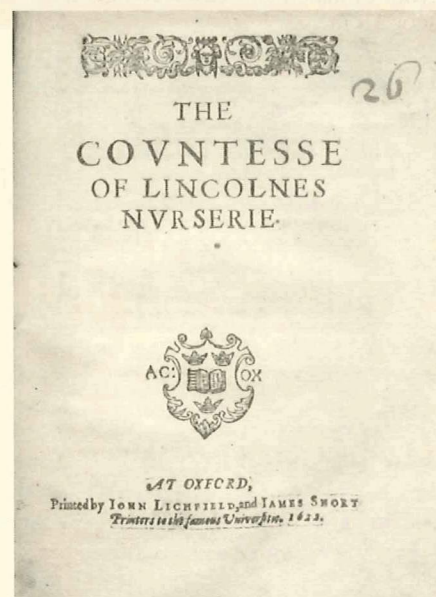 26
THE
COVNTESSE
OF LINCOLNES
NVRSERIE.
AC: OX
AT OXFORD,
Printed by IOHN LICHFIELD, and IAMES SHORT
Printers to the famous Vniversitie. 1622.